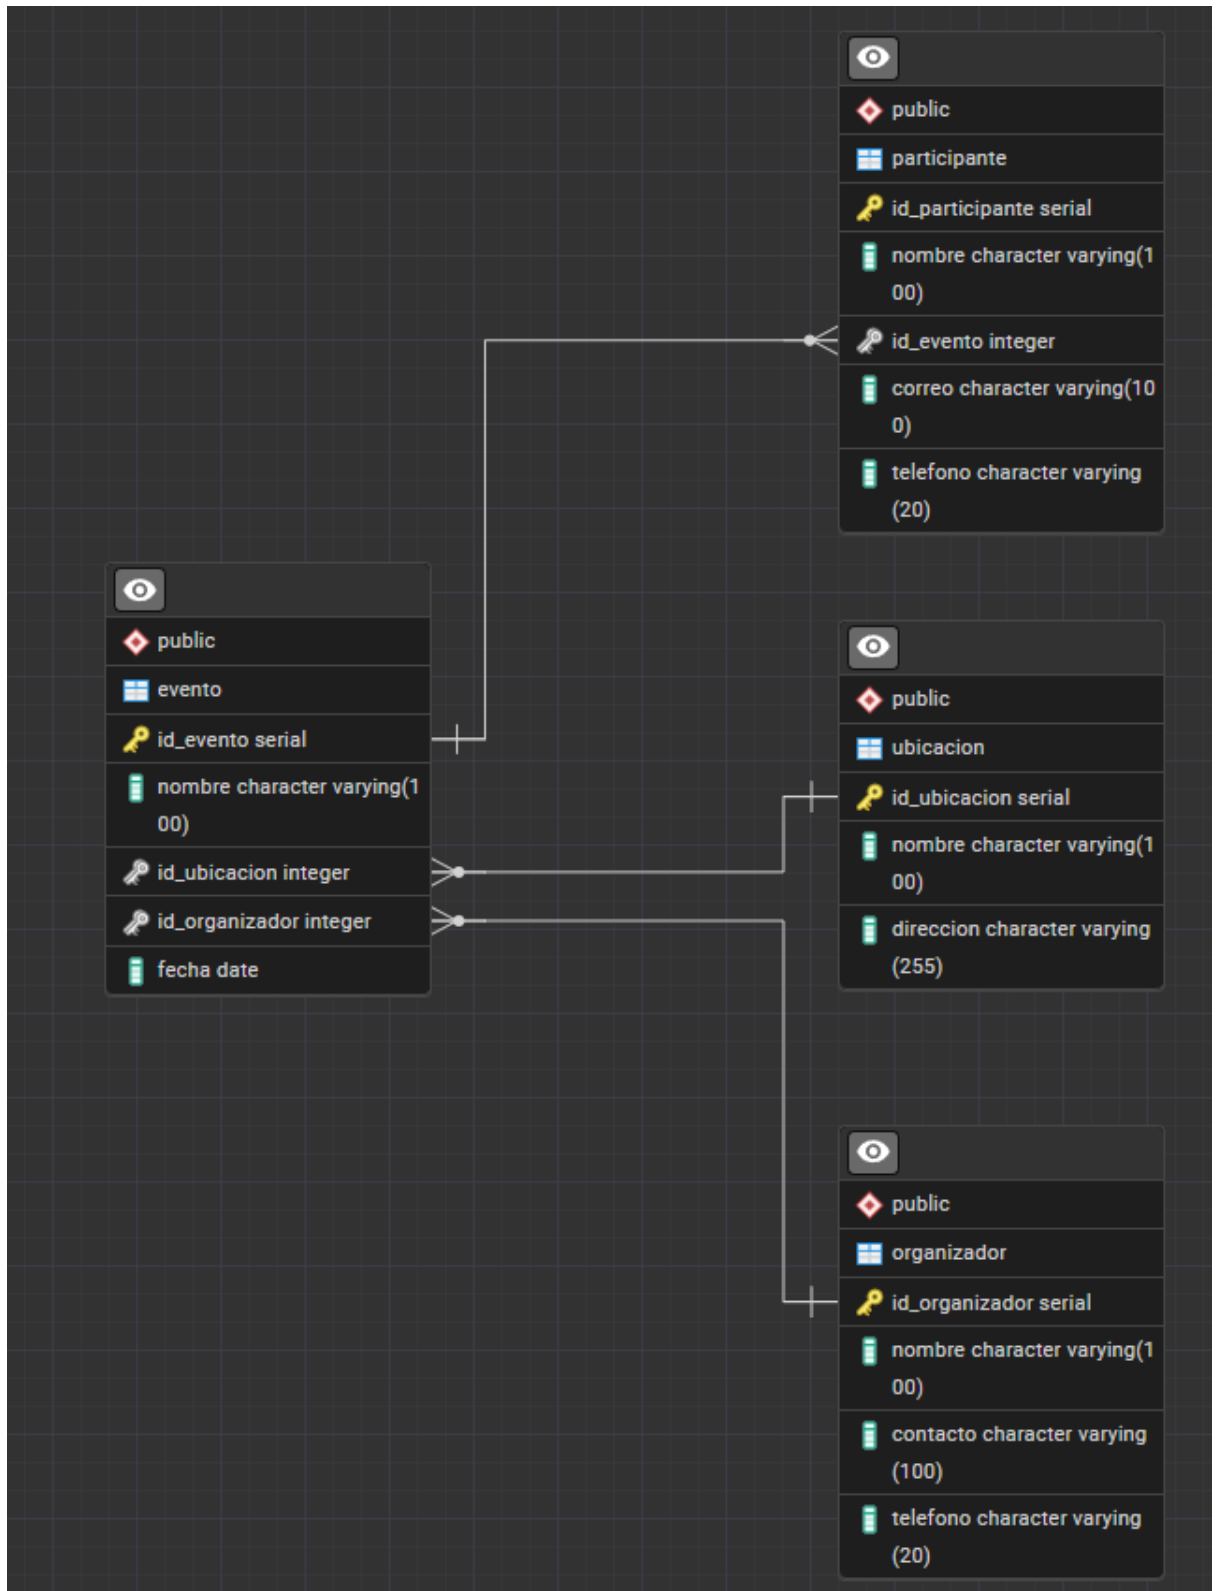 public
participante
id_participante serial
nombre character varying(1
00)
id_evento integer
correo character varying(10
0)
telefono character varying
(20)
public
evento
id_evento serial
nombre character varying(1
00)
id_ubicacion integer
id_organizador integer
fecha date
public
ubicacion
id_ubicacion serial
nombre character varying(1
00)
direccion character varying
(255)
public
organizador
id_organizador serial
nombre character varying(1
00)
contacto character varying
(100)
telefono character varying
(20)